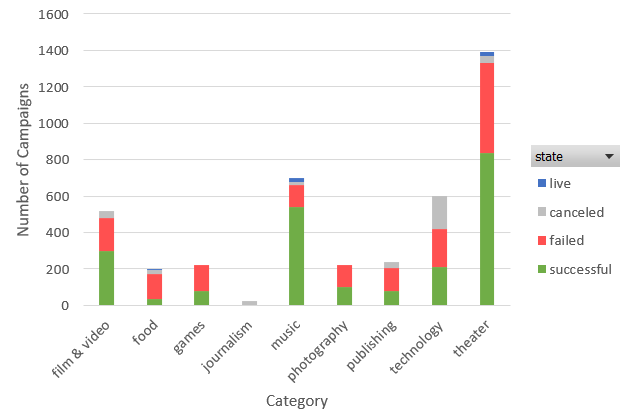 1600
1400
1200
1000
800
600
400
200
0
Number of Campaigns
film & video
food
games
journalism
music
photography
publishing
technology
theater
Category
state
live
canceled
failed
successful